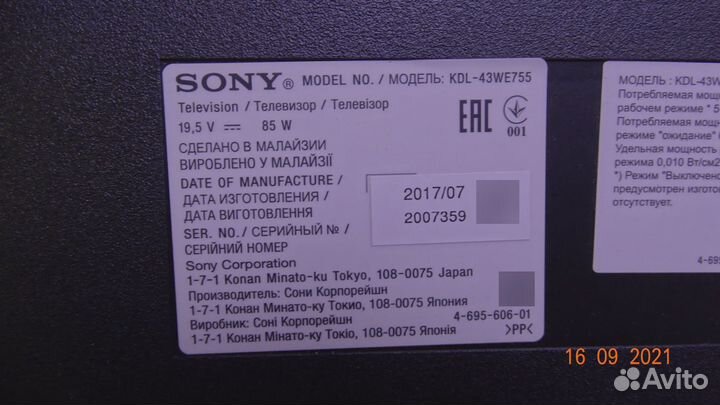 SONY® MODEL NO. / МОДЕЛЬ: KDL-43WE755
Television / Телевизор / Телевізор
19,5 V ⎓ 85 W
EAC
001
СДЕЛАНО В МАЛАЙЗИИ
ВИРОБЛЕНО У МАЛАЙЗІЇ
DATE OF MANUFACTURE /
ДАТА ИЗГОТОВЛЕНИЯ /
ДАТА ВИГОТОВЛЕННЯ
2017/07
SER. NO. / СЕРИЙНЫЙ № /
СЕРІЙНИЙ НОМЕР
2007359
Sony Corporation
1-7-1 Konan Minato-ku Tokyo, 108-0075 Japan
Производитель: Сони Корпорейшн
1-7-1 Конан Минато-ку Токио, 108-0075 Япония
Виробник: Соні Корпорейшн
1-7-1 Конан Мінато-ку Токіо, 108-0075 Японія
4-695-606-01
>PP<
МОДЕЛЬ : KDL-43W
Потребляемая мощн
рабочем режиме * 5
Потребляемая мощн
режиме "ожидание"
Удельная мощность
режима 0,010 Вт/см2
*) Режим "Выключено
предусмотрен изгото
отсутствует.
4-695
16 09 2021
Avito